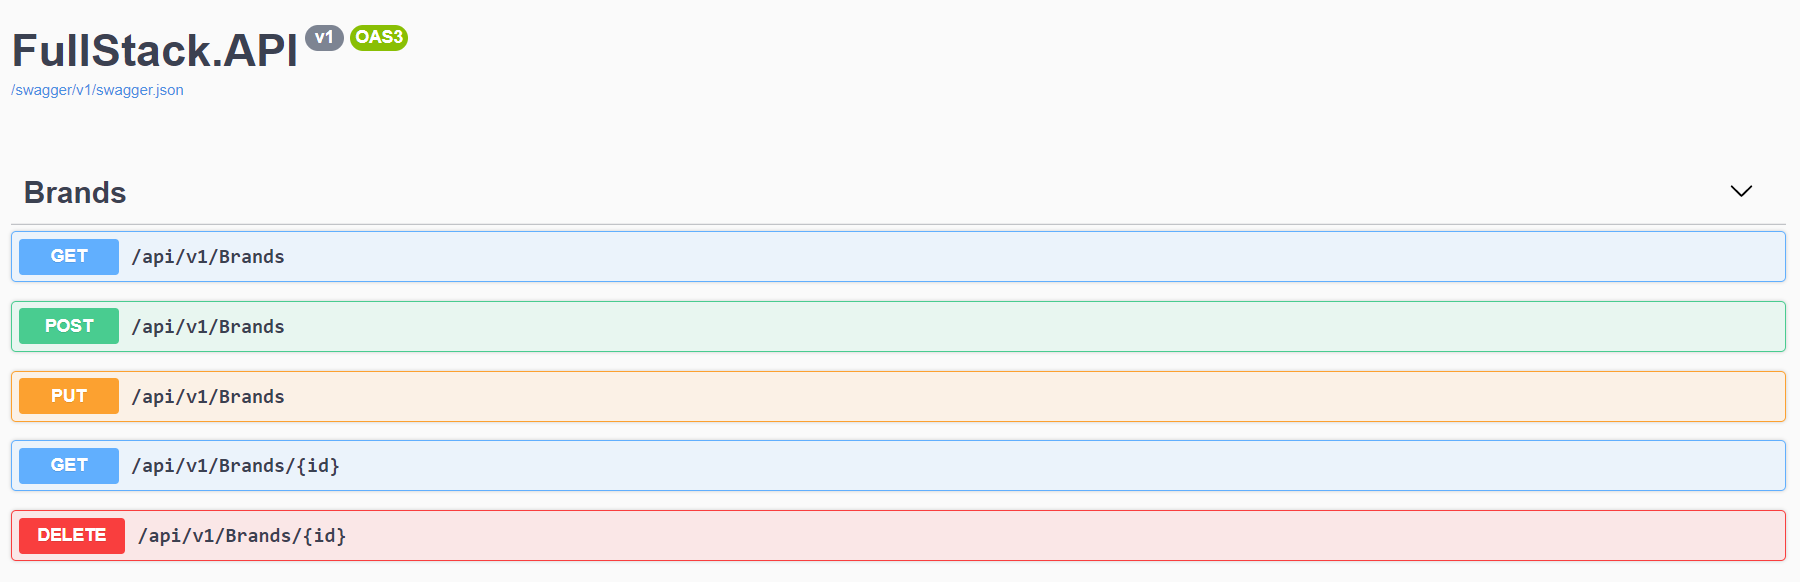 FullStack.API v1 OAS3
/swagger/v1/swagger.json
Brands
GET /api/v1/Brands
POST /api/v1/Brands
PUT /api/v1/Brands
GET /api/v1/Brands/{id}
DELETE /api/v1/Brands/{id}